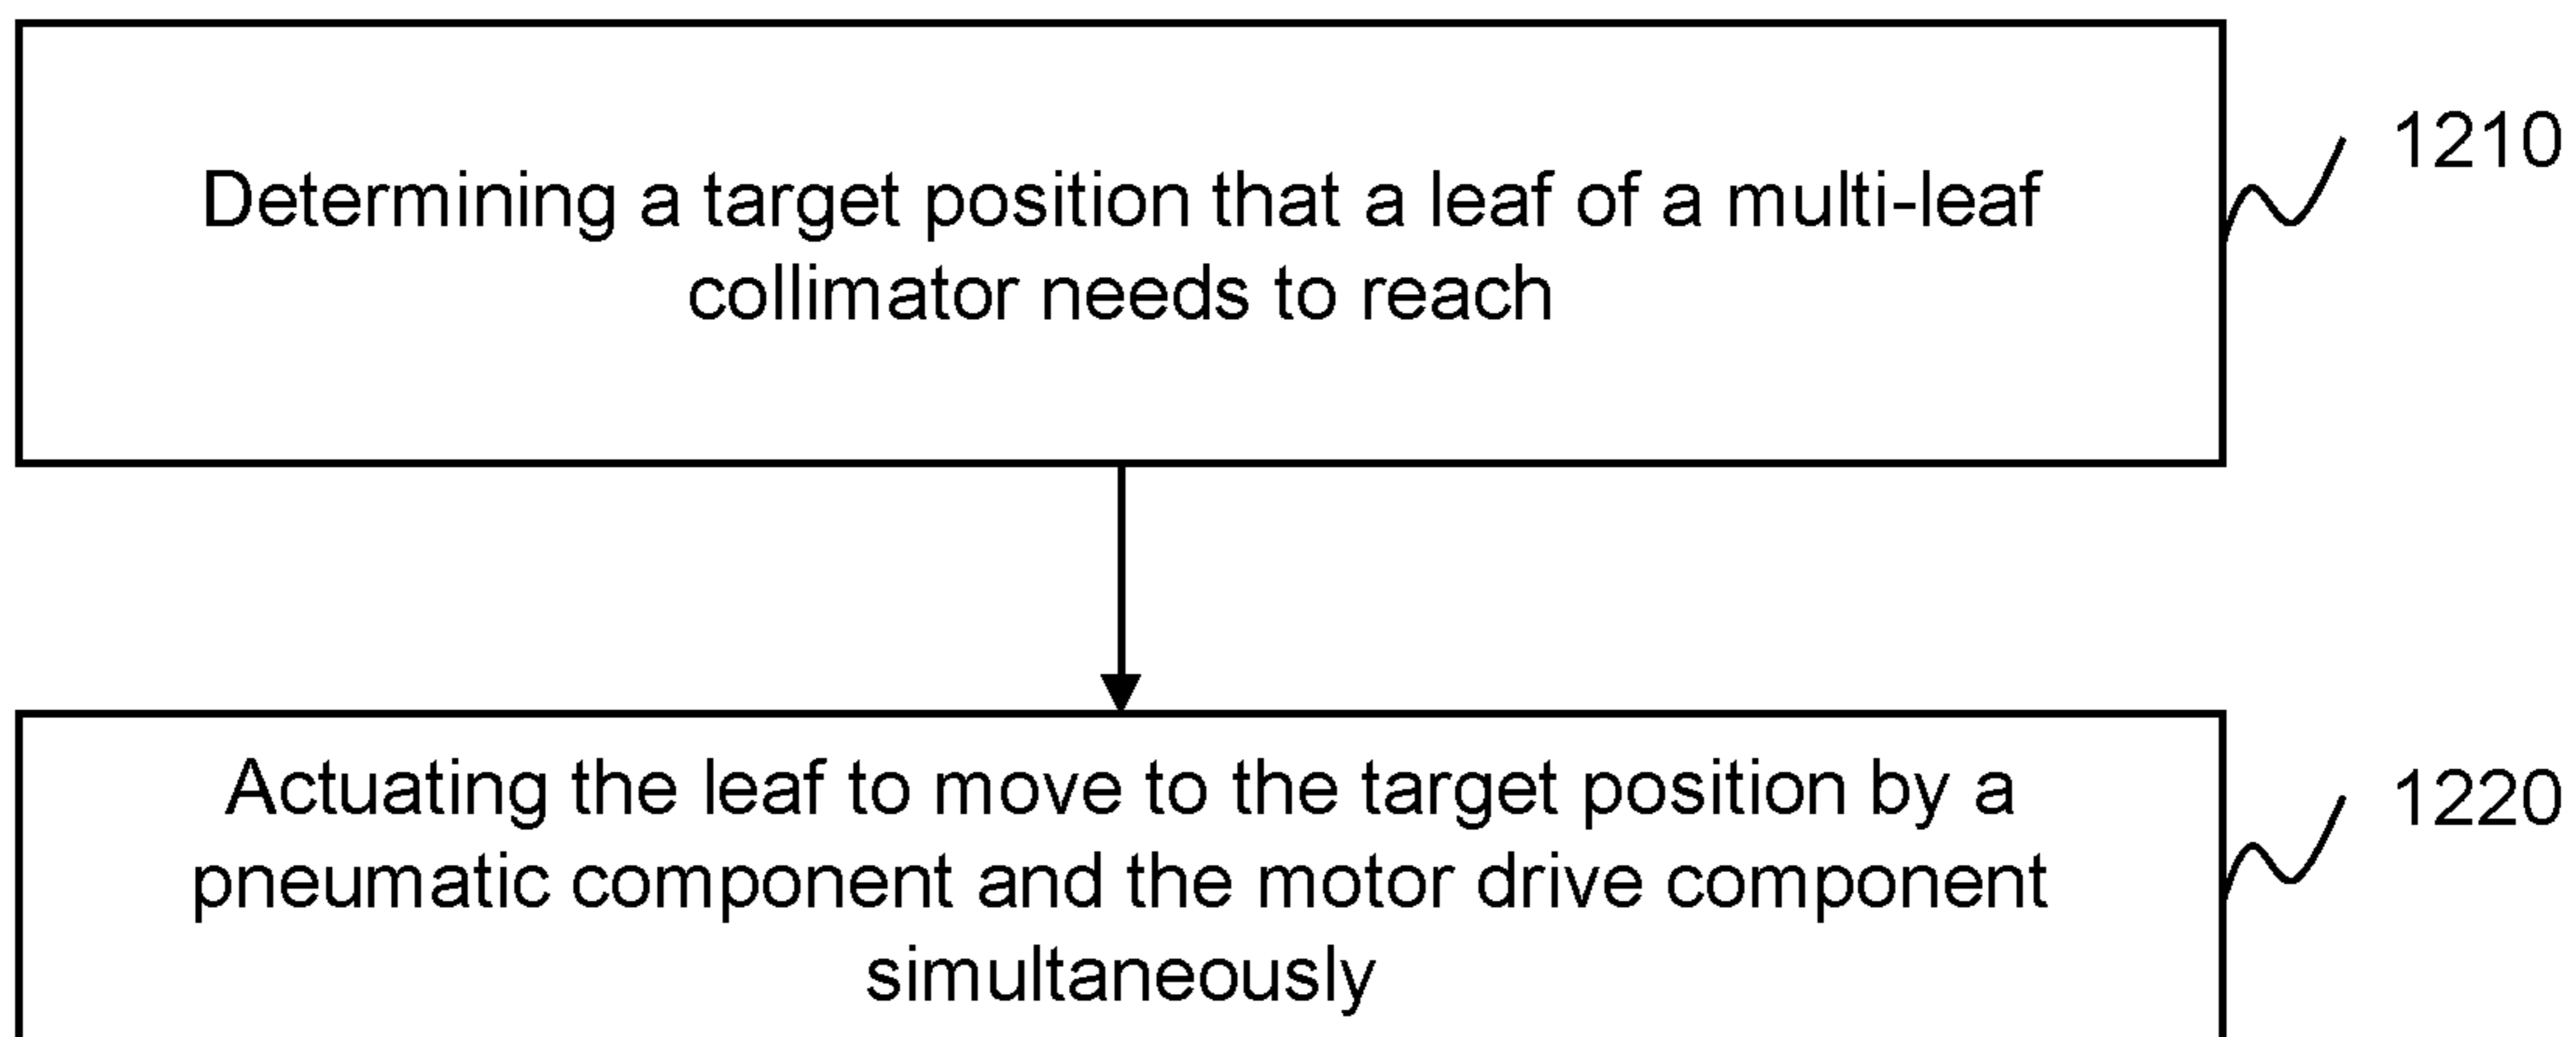 Determining a target position that a leaf of a multi-leaf
collimator needs to reach
1210
Actuating the leaf to move to the target position by a
pneumatic component and the motor drive component
simultaneously
1220